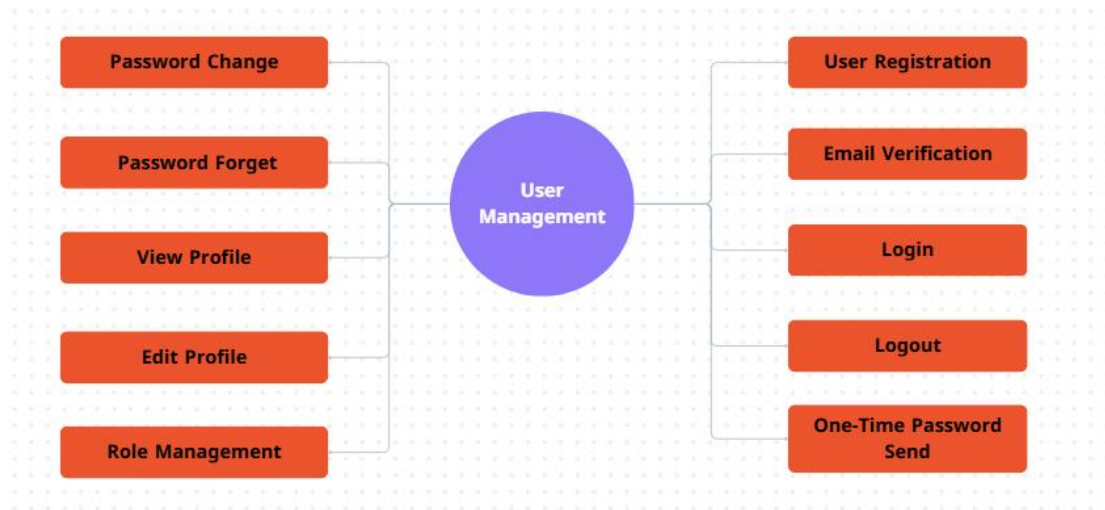 Password Change
Password Forget
View Profile
Edit Profile
Role Management
User
Management
User Registration
Email Verification
Login
Logout
One-Time Password
Send